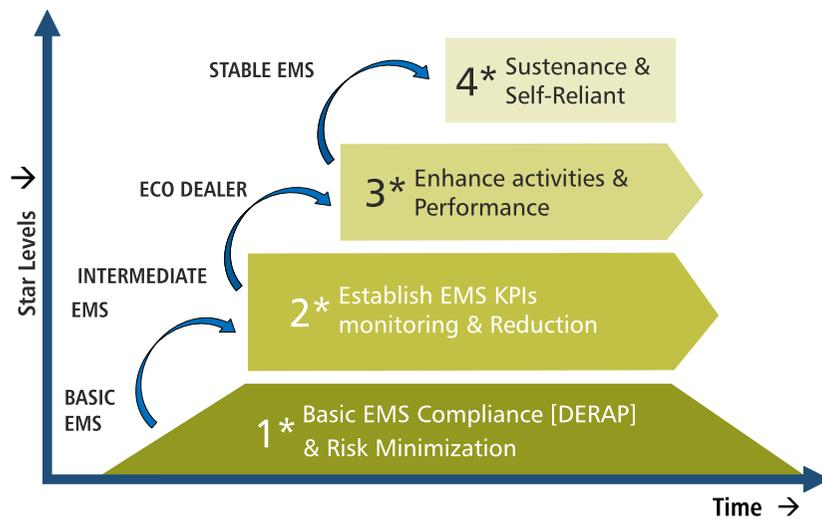 STABLE EMS
4* Sustenance &
Self-Reliant
ECO DEALER
3* Enhance activities &
Performance
INTERMEDIATE
EMS
2* Establish EMS KPIs
monitoring & Reduction
BASIC
EMS
1* Basic EMS Compliance [DERAP]
& Risk Minimization
Star Levels →
Time →